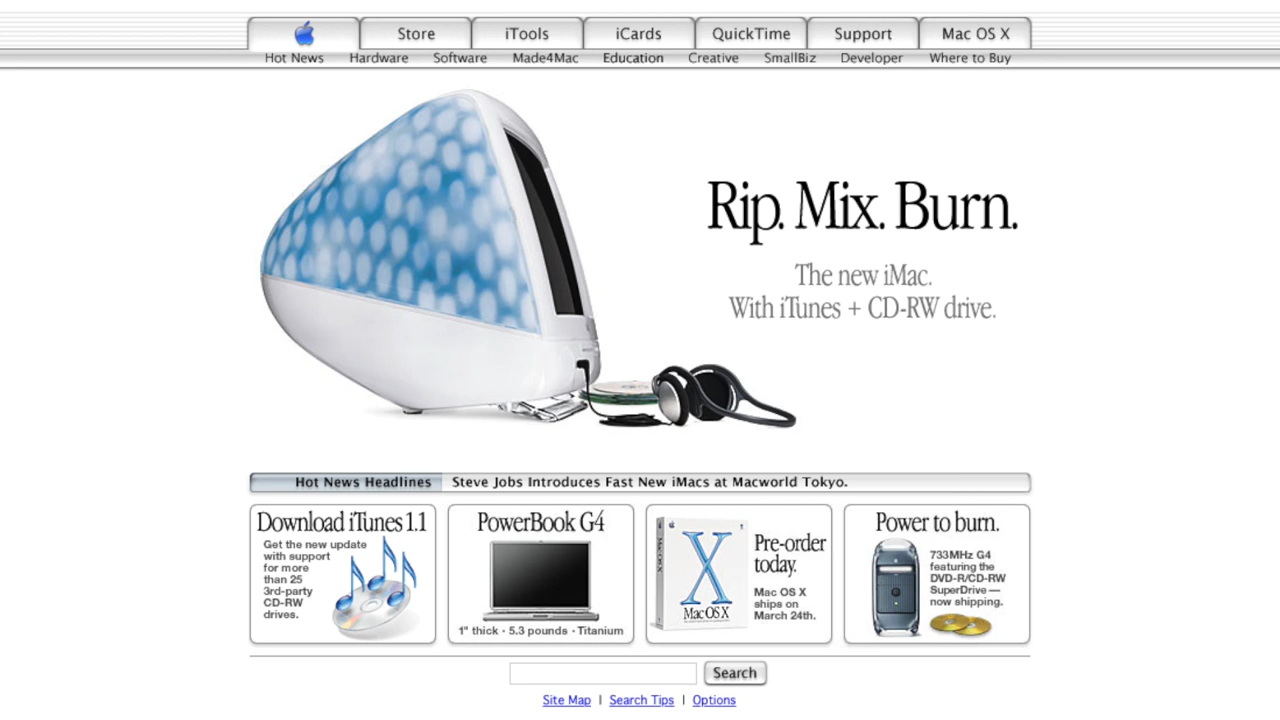 Store
iTools
iCards
QuickTime
Support
Mac OS X
Hot News
Hardware
Software
Made4Mac
Education
Creative
SmallBiz
Developer
Where to Buy
Rip. Mix. Burn.
The new iMac.
With iTunes + CD-RW drive.
Hot News Headlines
Steve Jobs Introduces Fast New iMacs at Macworld Tokyo.
Download iTunes 1.1
Get the new update
with support
for more
than 25
3rd-party
CD-RW
drives.
PowerBook G4
1" thick · 5.3 pounds · Titanium
Mac OS X
X
Mac OS X
Pre-order
today.
Mac OS X
ships on
March 24th.
Power to burn.
733MHz G4
featuring the
DVD-R/CD-RW
SuperDrive —
now shipping.
Search
Site Map | Search Tips | Options